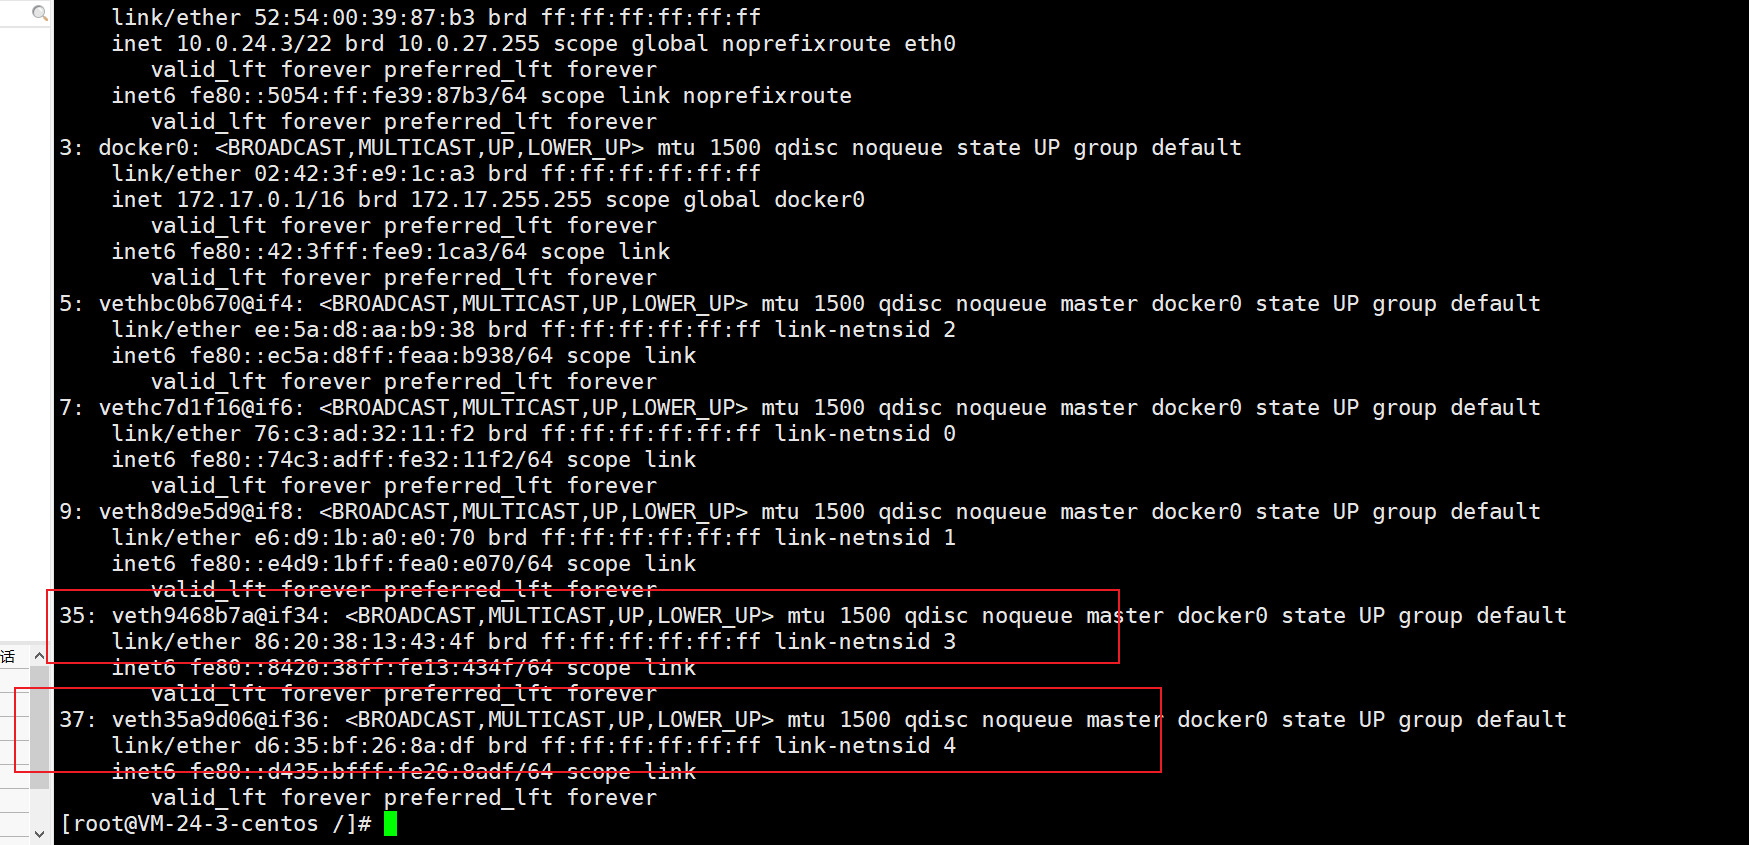 link/ether 52:54:00:39:87:b3 brd ff:ff:ff:ff:ff:ff
inet 10.0.24.3/22 brd 10.0.27.255 scope global noprefixroute eth0
valid_lft forever preferred_lft forever
inet6 fe80::5054:ff:fe39:87b3/64 scope link noprefixroute
valid_lft forever preferred_lft forever
3: docker0: <BROADCAST,MULTICAST,UP,LOWER_UP> mtu 1500 qdisc noqueue state UP group default
link/ether 02:42:3f:e9:1c:a3 brd ff:ff:ff:ff:ff:ff
inet 172.17.0.1/16 brd 172.17.255.255 scope global docker0
valid_lft forever preferred_lft forever
inet6 fe80::42:3fff:fee9:1ca3/64 scope link
valid_lft forever preferred_lft forever
5: vethbc0b670@if4: <BROADCAST,MULTICAST,UP,LOWER_UP> mtu 1500 qdisc noqueue master docker0 state UP group default
link/ether ee:5a:d8:aa:b9:38 brd ff:ff:ff:ff:ff:ff link-netnsid 2
inet6 fe80::ec5a:d8ff:feaa:b938/64 scope link
valid_lft forever preferred_lft forever
7: vethc7d1f16@if6: <BROADCAST,MULTICAST,UP,LOWER_UP> mtu 1500 qdisc noqueue master docker0 state UP group default
link/ether 76:c3:ad:32:11:f2 brd ff:ff:ff:ff:ff:ff link-netnsid 0
inet6 fe80::74c3:adff:fe32:11f2/64 scope link
valid_lft forever preferred_lft forever
9: veth8d9e5d9@if8: <BROADCAST,MULTICAST,UP,LOWER_UP> mtu 1500 qdisc noqueue master docker0 state UP group default
link/ether e6:d9:1b:a0:e0:70 brd ff:ff:ff:ff:ff:ff link-netnsid 1
inet6 fe80::e4d9:1bff:fea0:e070/64 scope link
valid_lft forever preferred_lft forever
35: veth9468b7a@if34: <BROADCAST,MULTICAST,UP,LOWER_UP> mtu 1500 qdisc noqueue master docker0 state UP group default
link/ether 86:20:38:13:43:4f brd ff:ff:ff:ff:ff:ff link-netnsid 3
话
inet6 fe80::8420:38ff:fe13:434f/64 scope link
valid_lft forever preferred_lft forever
37: veth35a9d06@if36: <BROADCAST,MULTICAST,UP,LOWER_UP> mtu 1500 qdisc noqueue master docker0 state UP group default
link/ether d6:35:bf:26:8a:df brd ff:ff:ff:ff:ff:ff link-netnsid 4
inet6 fe80::d435:bfff:fe26:8adf/64 scope link
valid_lft forever preferred_lft forever
[root@VM-24-3-centos /]#